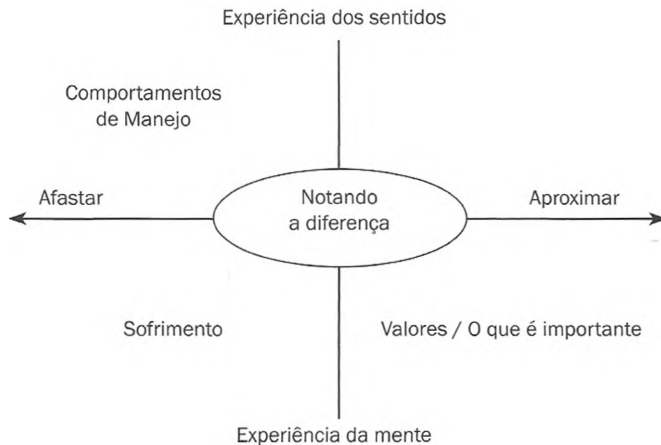 Experiência dos sentidos
Comportamentos
de Manejo
Afastar
Notando
a diferença
Aproximar
Sofrimento
Valores / O que é importante
Experiência da mente